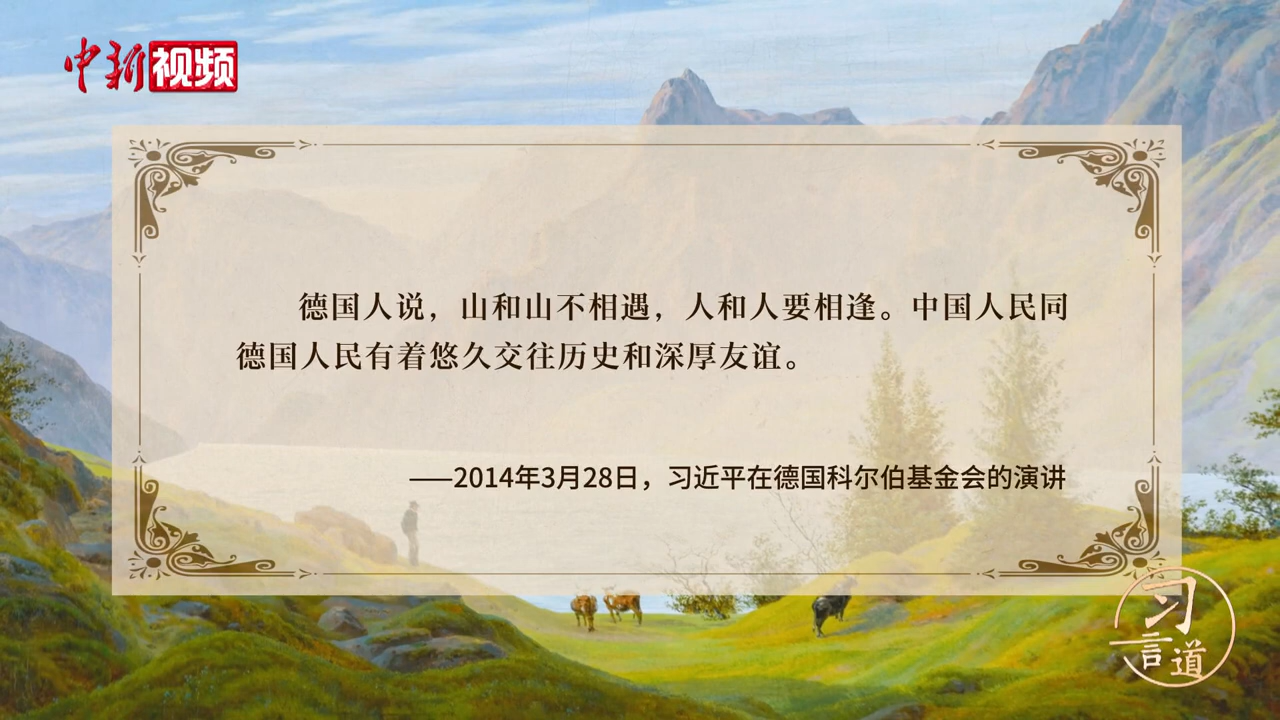 中新视频
德国人说，山和山不相遇，人和人要相逢。中国人民同
德国人民有着悠久交往历史和深厚友谊。
——2014年3月28日，习近平在德国科尔伯基金会的演讲
习
言道